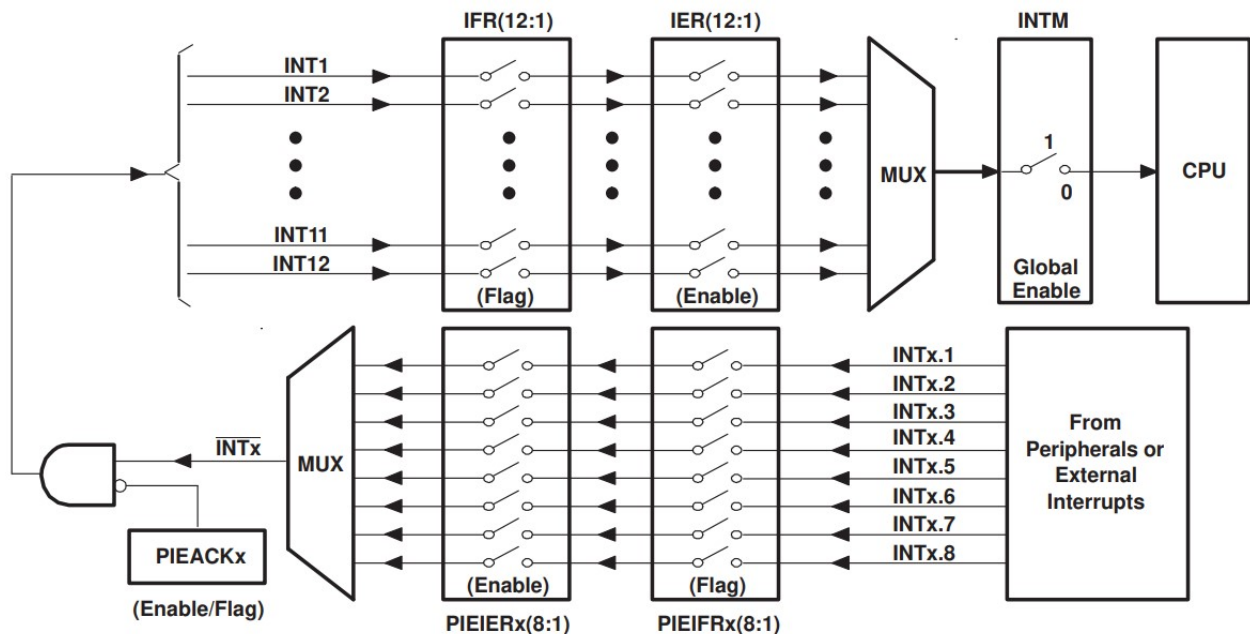 IFR(12:1) IER(12:1) INTM
INT1
INT2
1
MUX
CPU
0
INT11
INT12
Global
Enable
(Flag)
(Enable)
INTx.1
INTx.2
INTx.3
INTx.4
INTx.5
INTx.6
INTx.7
INTx.8
From
Peripherals or
External
Interrupts
INTx
MUX
PIEACKx
(Enable/Flag)
(Enable)
(Flag)
PIEIERx(8:1) PIEIFRx(8:1)